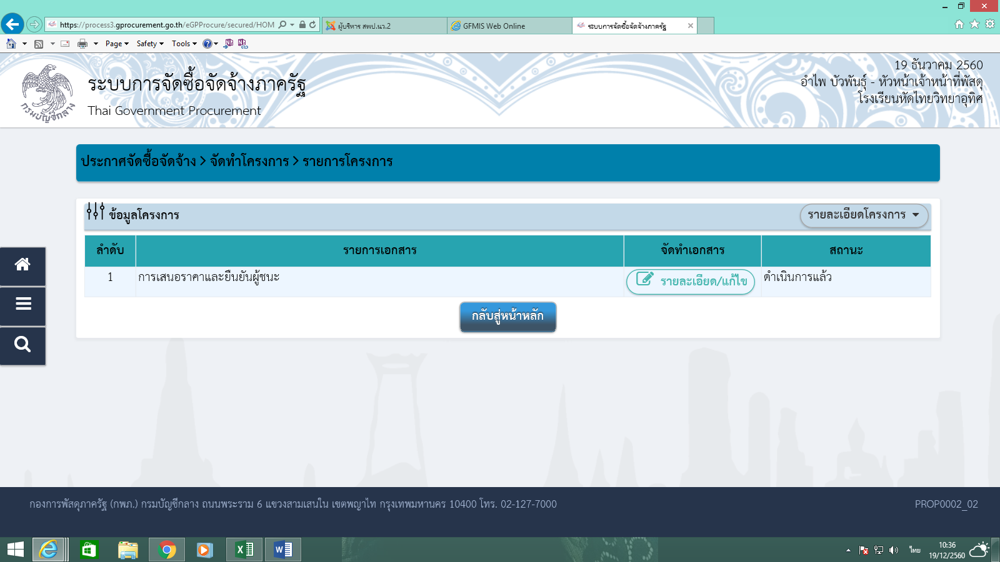 https://process3.gprocurement.go.th/eGPProcure/secured/HOM
ผู้บริหาร สพป.นว.2
GFMIS Web Online
ระบบการจัดซื้อจัดจ้างภาครัฐ
Page
Safety
Tools
กรมบัญชีกลาง
ระบบการจัดซื้อจัดจ้างภาครัฐ
Thai Government Procurement
19 ธันวาคม 2560
อำไพ บัวพันธุ์ - หัวหน้าเจ้าหน้าที่พัสดุ
โรงเรียนหัดไทยวิทยาอุทิศ
ประกาศจัดซื้อจัดจ้าง > จัดทำโครงการ > รายการโครงการ
ข้อมูลโครงการ
รายละเอียดโครงการ
ลำดับ รายการเอกสาร จัดทำเอกสาร สถานะ
1 การเสนอราคาและยืนยันผู้ชนะ รายละเอียด/แก้ไข ดำเนินการแล้ว
กลับสู่หน้าหลัก
กองการพัสดุภาครัฐ (กพภ.) กรมบัญชีกลาง ถนนพระราม 6 แขวงสามเสนใน เขตพญาไท กรุงเทพมหานคร 10400 โทร. 02-127-7000
PROP0002_02
ไทย
10:36
19/12/2560